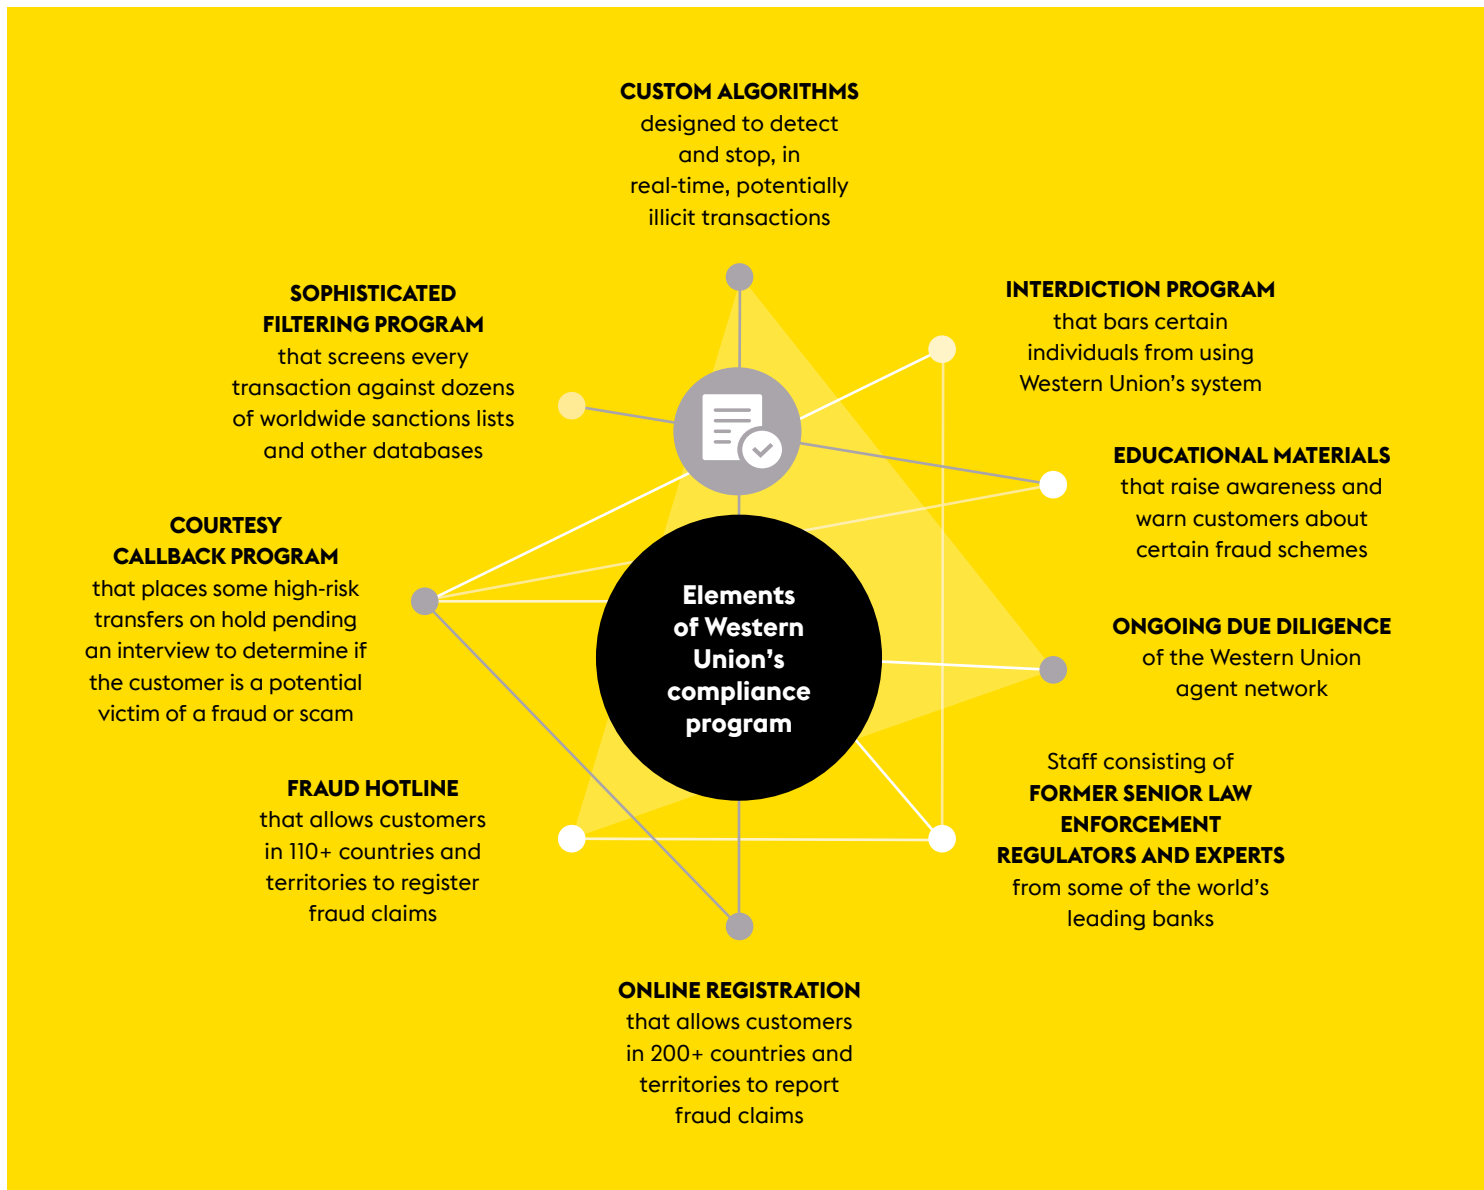 CUSTOM ALGORITHMS
designed to detect
and stop, in
real-time, potentially
illicit transactions
SOPHISTICATED
FILTERING PROGRAM
that screens every
transaction against dozens
of worldwide sanctions lists
and other databases
INTERDICTION PROGRAM
that bars certain
individuals from using
Western Union’s system
EDUCATIONAL MATERIALS
that raise awareness and
warn customers about
certain fraud schemes
COURTESY
CALLBACK PROGRAM
that places some high-risk
transfers on hold pending
an interview to determine if
the customer is a potential
victim of a fraud or scam
Elements
of Western
Union’s
compliance
program
ONGOING DUE DILIGENCE
of the Western Union
agent network
FRAUD HOTLINE
that allows customers
in 110+ countries and
territories to register
fraud claims
Staff consisting of
FORMER SENIOR LAW
ENFORCEMENT
REGULATORS AND EXPERTS
from some of the world’s
leading banks
ONLINE REGISTRATION
that allows customers
in 200+ countries and
territories to report
fraud claims